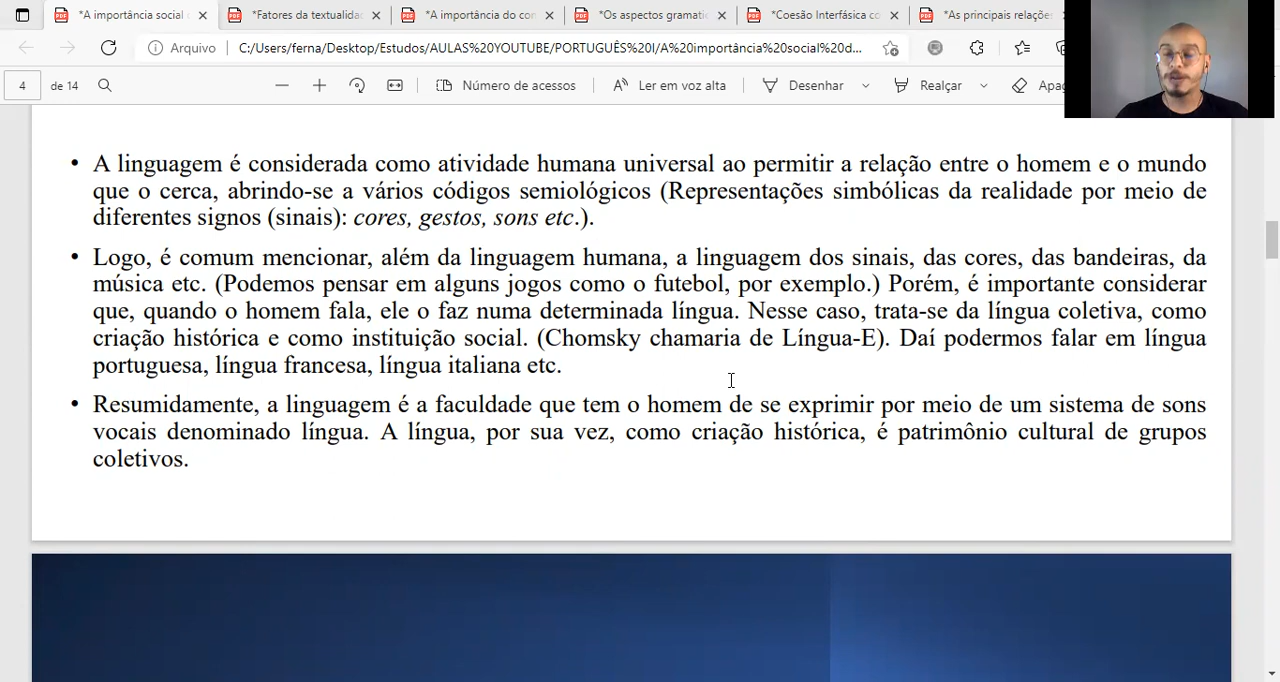 *A importância social
*Fatores da textualida
*A importância do con
*Os aspectos gramati
*Coesão Interfásica co
*As principais relaçõe
Arquivo
C:/Users/ferna/Desktop/Estudos/AULAS%20YOUTUBE/PORTUGUÊS%20I/A%20importância%20social%20d...
4 de 14
Número de acessos
Ler em voz alta
Desenhar
Realçar
Apag
• A linguagem é considerada como atividade humana universal ao permitir a relação entre o homem e o mundo
que o cerca, abrindo-se a vários códigos semiológicos (Representações simbólicas da realidade por meio de
diferentes signos (sinais): cores, gestos, sons etc.).
• Logo, é comum mencionar, além da linguagem humana, a linguagem dos sinais, das cores, das bandeiras, da
música etc. (Podemos pensar em alguns jogos como o futebol, por exemplo.) Porém, é importante considerar
que, quando o homem fala, ele o faz numa determinada língua. Nesse caso, trata-se da língua coletiva, como
criação histórica e como instituição social. (Chomsky chamaria de Língua-E). Daí podermos falar em língua
portuguesa, língua francesa, língua italiana etc.
• Resumidamente, a linguagem é a faculdade que tem o homem de se exprimir por meio de um sistema de sons
vocais denominado língua. A língua, por sua vez, como criação histórica, é patrimônio cultural de grupos
coletivos.